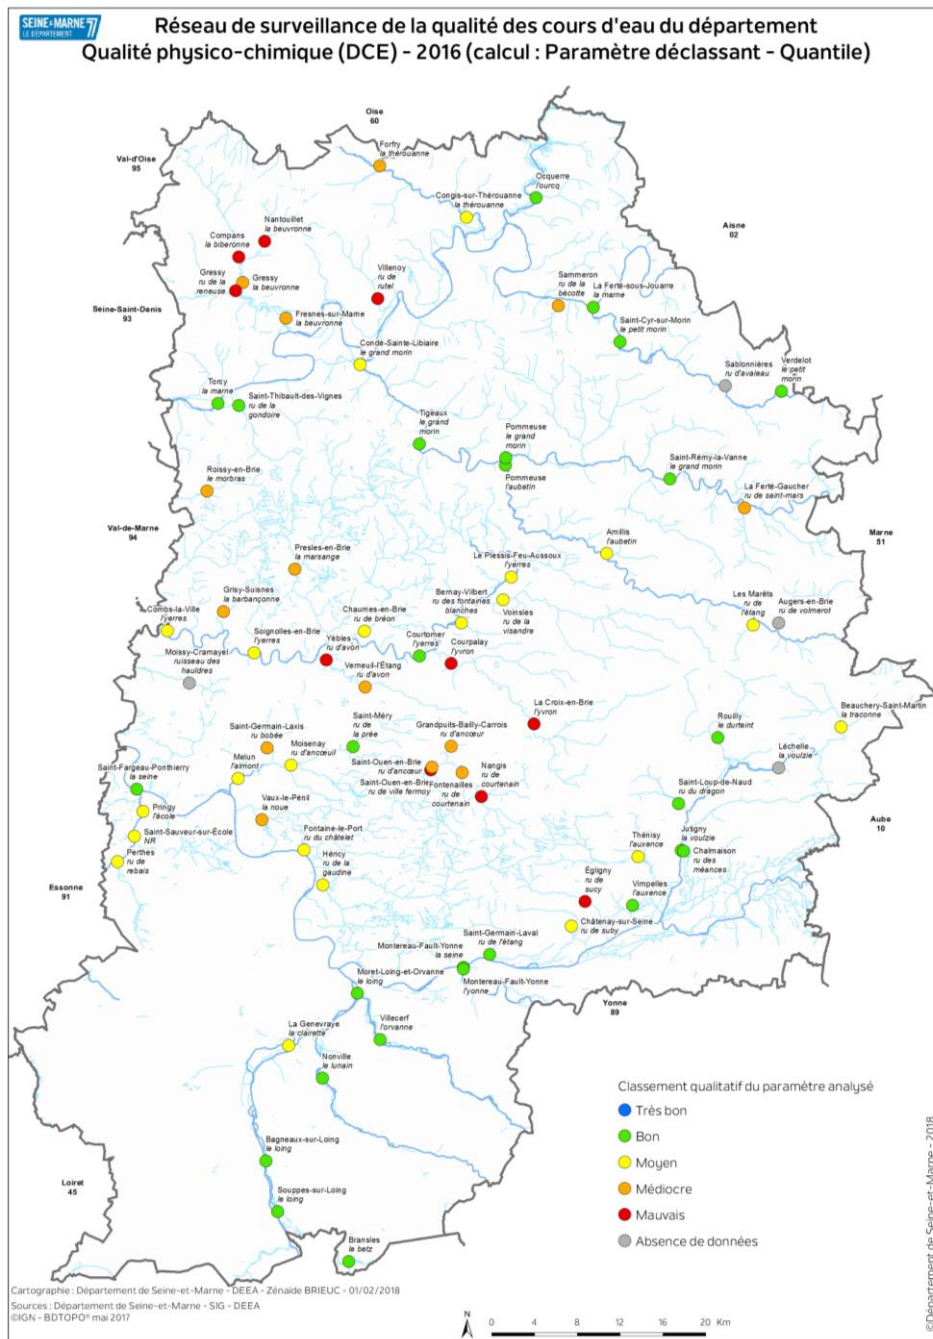 SEINE&MARNE 77
LE DÉPARTEMENT
Réseau de surveillance de la qualité des cours d'eau du département
Qualité physico-chimique (DCE) - 2016 (calcul : Paramètre déclassant - Quantile)
Oise
60
Val-d'Oise
95
Forfry
la thérouanne
Congis-sur-Thérouanne
la thérouanne
Ocquerre
l'ourcq
Aisne
02
Nantouillet
la beuvronne
Compans
la biberonne
Gressy
ru de la
reneuse
Gressy
la beuvronne
Villenoy
ru de
rutel
Sammeron
ru de la
bécotte
La Ferté-sous-Jouarre
la marne
Seine-Saint-Denis
93
Fresnes-sur-Marne
la beuvronne
Saint-Cyr-sur-Morin
le petit morin
Condé-Sainte-Libiaire
le grand morin
Sablonnières
ru d'avaleau
Verdelot
le petit
morin
Torcy
la marne
Saint-Thibault-des-Vignes
ru de la
gondoire
Tigeaux
le grand
morin
Pommeuse
le grand
morin
Pommeuse
l'aubetin
Saint-Rémy-la-Vanne
le grand morin
Roissy-en-Brie
le morbras
La Ferté-Gaucher
ru de saint-mars
Val-de-Marne
94
Marne
51
Amillis
l'aubetin
Presles-en-Brie
la marsange
Le Plessis-Feu-Aussoux
l'yerres
Grisy-Suisnes
la barbançonne
Bernay-Vilbert
ru des fontaines
blanches
Voinsles
ru de la
visandre
Les Marêts
ru de
l'étang
Augers-en-Brie
ru de volmerot
Combs-la-Ville
l'yerres
Chaumes-en-Brie
ru de bréon
Soignolles-en-Brie
l'yerres
Yèbles
ru d'avon
Courtomer
l'yerres
Courpalay
l'yvron
Moissy-Cramayel
ruisseau des
hauldres
Verneuil-l'Étang
ru d'avon
La Croix-en-Brie
l'yvron
Beauchery-Saint-Martin
la traconne
Rouilly
le durteint
Saint-Germain-Laxis
ru bobée
Saint-Méry
ru de
la prée
Grandpuits-Bailly-Carrois
ru d'ancœur
Moisenay
ru d'ancœuil
Léchelle
la voulzie
Melun
l'almont
Saint-Ouen-en-Brie
ru d'ancœur
Nangis
ru de
courtenain
Saint-Fargeau-Ponthierry
la seine
Saint-Ouen-en-Brie
ru de ville fermoy
Fontenailles
ru de
courtenain
Saint-Loup-de-Naud
ru du dragon
Vaux-le-Pénil
la noue
Pringy
l'école
Aube
10
Saint-Sauveur-sur-École
NR
Fontaine-le-Port
ru du châtelet
Thénisy
l'auxence
Jutigny
la voulzie
Chalmaison
ru des
méances
Perthes
ru de
rebais
Héricy
ru de la
gaudine
Égligny
ru de
sucy
Vimpelles
l'auxence
Essonne
91
Châtenay-sur-Seine
ru de suby
Saint-Germain-Laval
ru de l'étang
Montereau-Fault-Yonne
la seine
Montereau-Fault-Yonne
l'yonne
Moret-Loing-et-Orvanne
le loing
Yonne
89
Villecerf
l'orvanne
La Genevraye
la clairette
Nonville
le lunain
Classement qualitatif du paramètre analysé
Très bon
Bon
Moyen
Médiocre
Mauvais
Absence de données
Bagneaux-sur-Loing
le loing
Loiret
45
Souppes-sur-Loing
le loing
Bransles
le betz
Cartographie : Département de Seine-et-Marne - DEEA - Zénaïde BRIEUC - 01/02/2018
Sources : Département de Seine-et-Marne - SIG - DEEA
©IGN - BDTOPO® mai 2017
N
0 4 8 12 16 20 Km
©Département de Seine-et-Marne - 2018